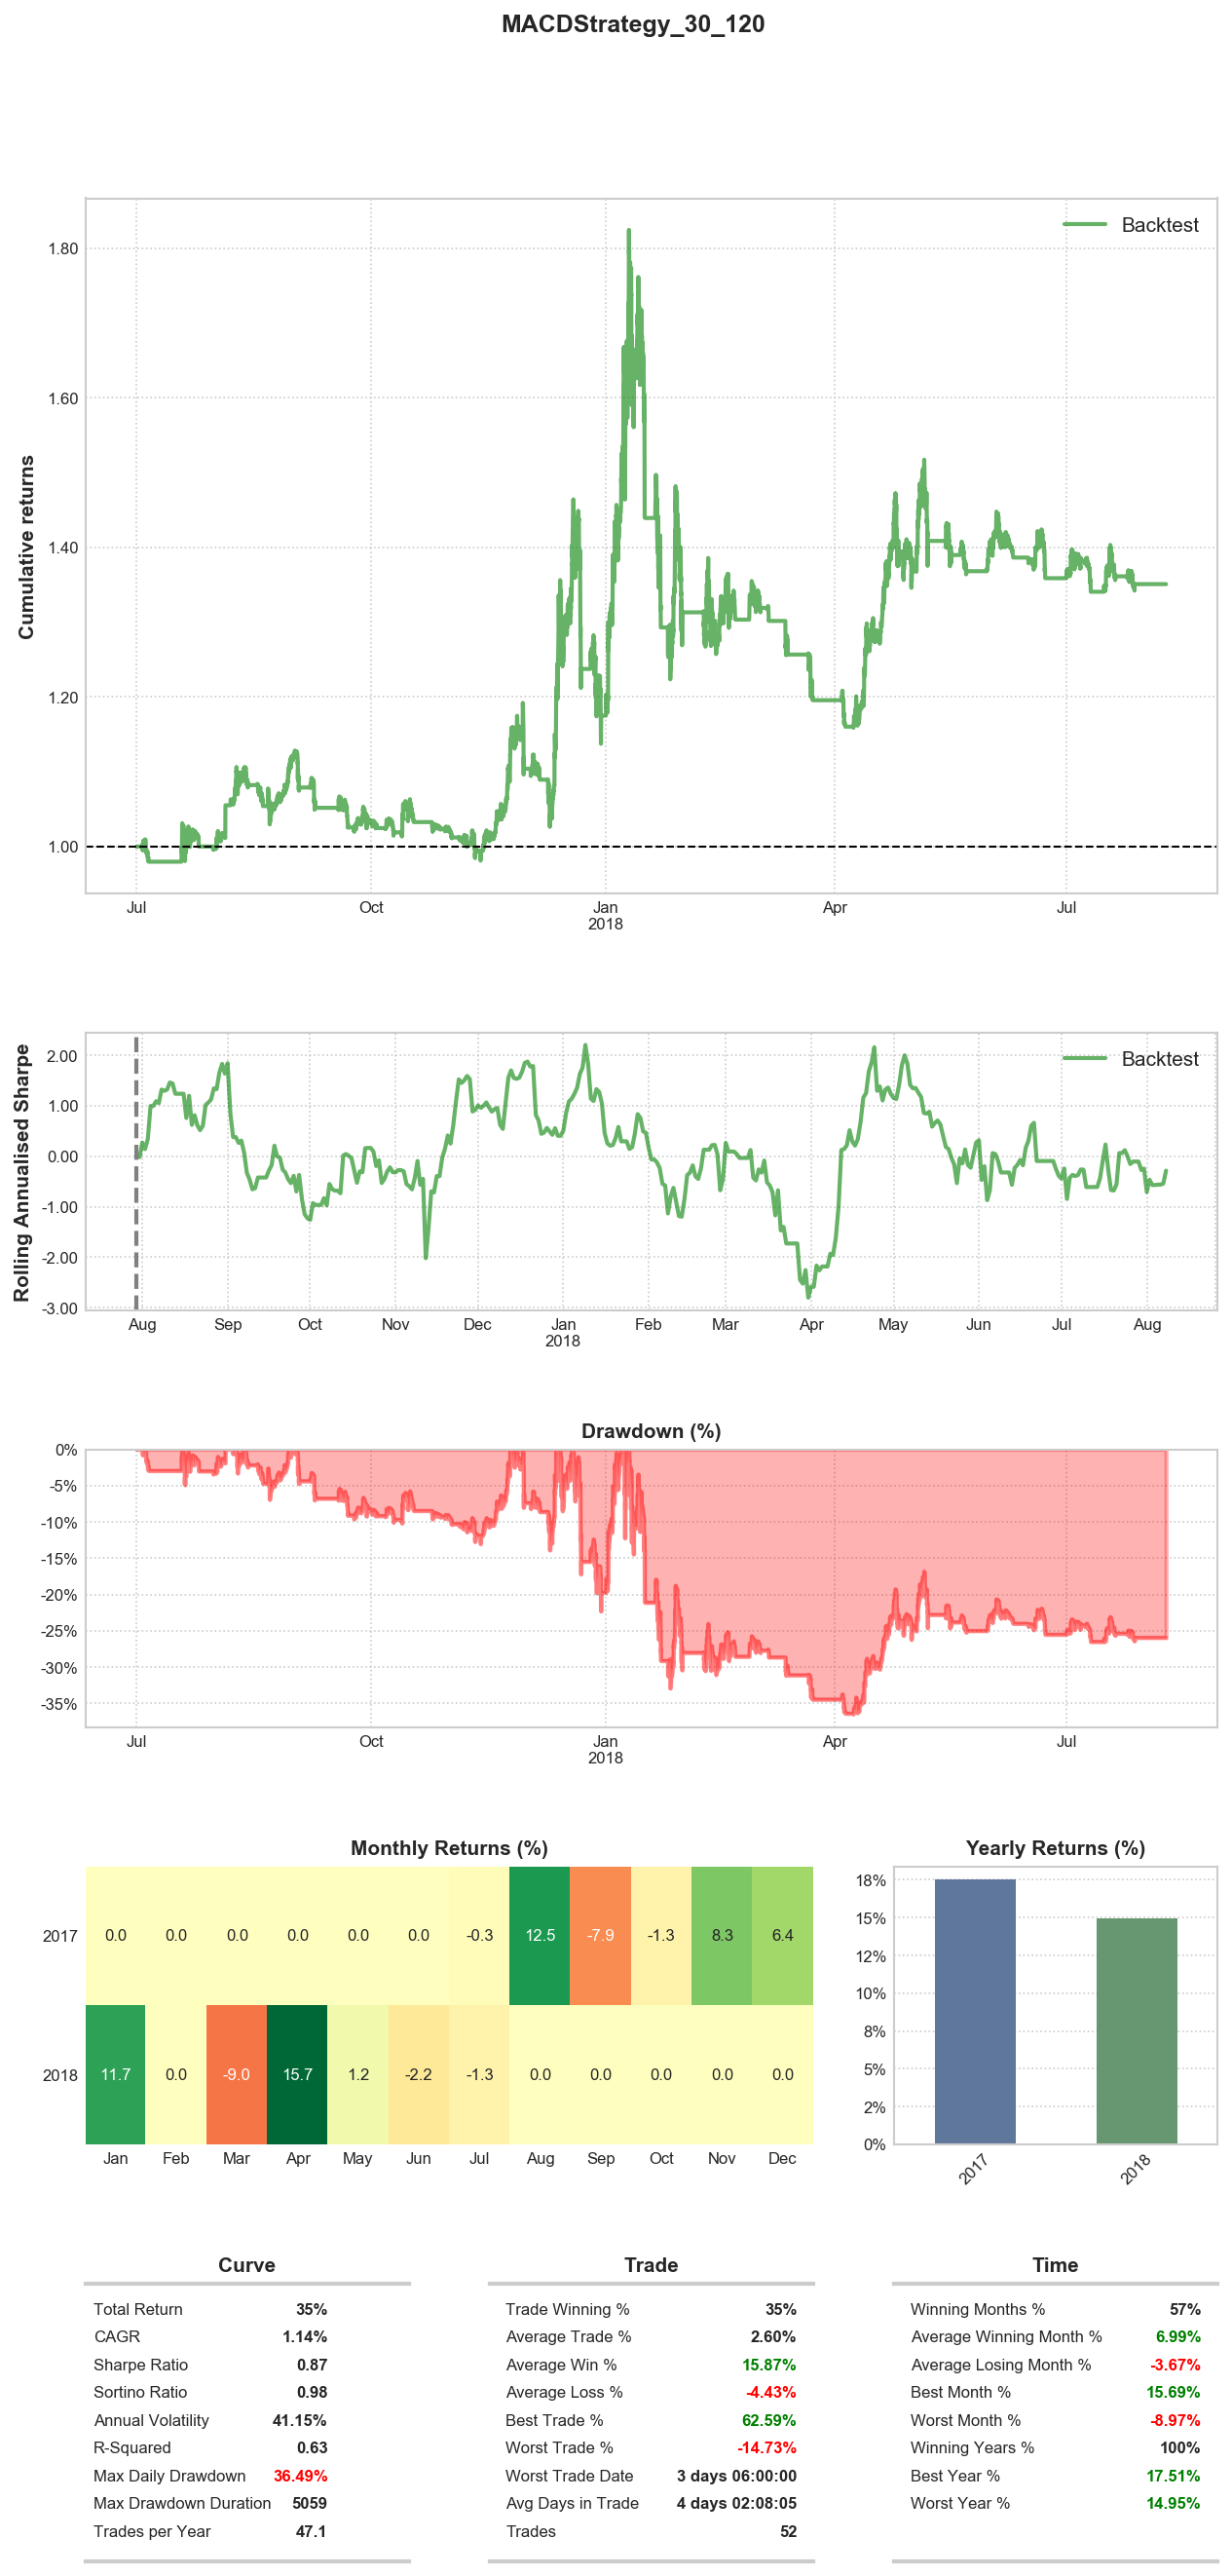 MACDStrategy_30_120
Cumulative returns
Backtest
1.80
1.60
1.40
1.20
1.00
Jul Oct Jan Apr Jul
2018
Rolling Annualised Sharpe
Backtest
2.00
1.00
0.00
-1.00
-2.00
-3.00
Aug Sep Oct Nov Dec Jan Feb Mar Apr May Jun Jul Aug
2018
Drawdown (%)
0%
-5%
-10%
-15%
-20%
-25%
-30%
-35%
Jul Oct Jan Apr Jul
2018
Monthly Returns (%)
2017 0.0 0.0 0.0 0.0 0.0 0.0 -0.3 12.5 -7.9 -1.3 8.3 6.4
2018 11.7 0.0 -9.0 15.7 1.2 -2.2 -1.3 0.0 0.0 0.0 0.0 0.0
Jan Feb Mar Apr May Jun Jul Aug Sep Oct Nov Dec
Yearly Returns (%)
18%
15%
12%
10%
8%
5%
2%
0%
2017 2018
Curve
Total Return 35%
CAGR 1.14%
Sharpe Ratio 0.87
Sortino Ratio 0.98
Annual Volatility 41.15%
R-Squared 0.63
Max Daily Drawdown 36.49%
Max Drawdown Duration 5059
Trades per Year 47.1
Trade
Trade Winning % 35%
Average Trade % 2.60%
Average Win % 15.87%
Average Loss % -4.43%
Best Trade % 62.59%
Worst Trade % -14.73%
Worst Trade Date 3 days 06:00:00
Avg Days in Trade 4 days 02:08:05
Trades 52
Time
Winning Months % 57%
Average Winning Month % 6.99%
Average Losing Month % -3.67%
Best Month % 15.69%
Worst Month % -8.97%
Winning Years % 100%
Best Year % 17.51%
Worst Year % 14.95%